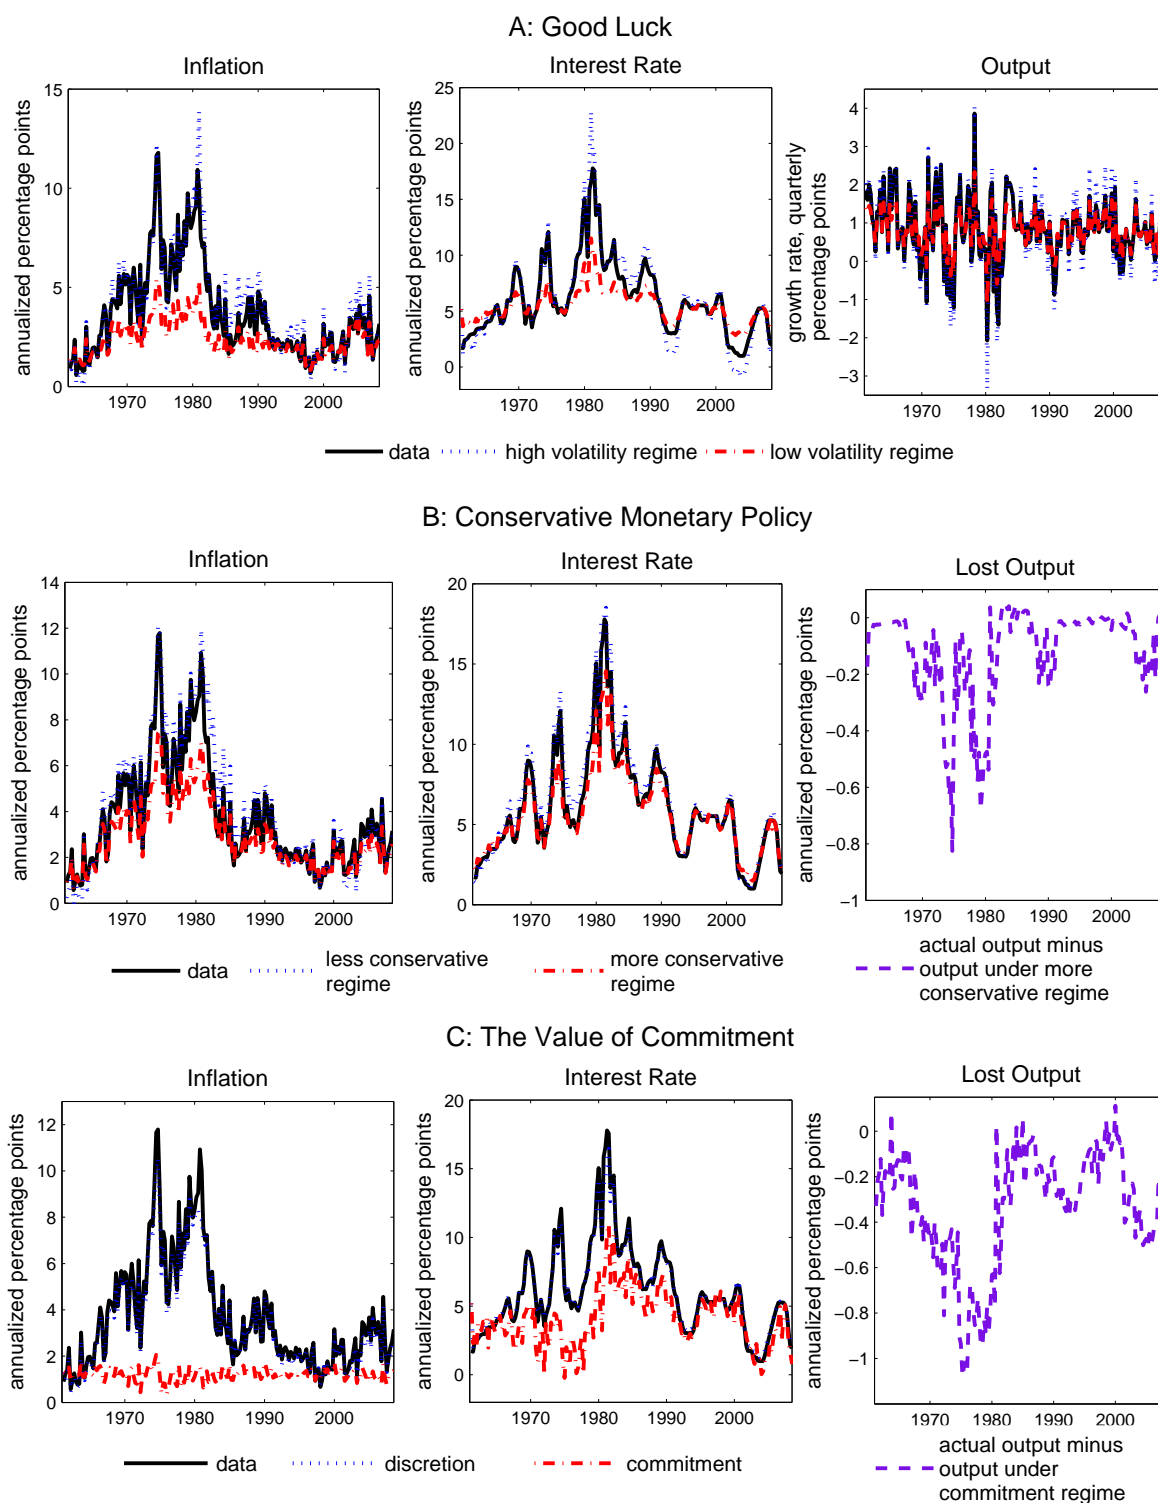 A: Good Luck
Inflation
Interest Rate
Output
annualized percentage points
15
10
5
0
1970 1980 1990 2000
annualized percentage points
25
20
15
10
5
0
1970 1980 1990 2000
growth rate, quarterly
percentage points
4
3
2
1
0
−1
−2
−3
1970 1980 1990 2000
data
high volatility regime
low volatility regime
B: Conservative Monetary Policy
Inflation
Interest Rate
Lost Output
annualized percentage points
14
12
10
8
6
4
2
0
1970 1980 1990 2000
annualized percentage points
20
15
10
5
0
1970 1980 1990 2000
annualized percentage points
0
−0.2
−0.4
−0.6
−0.8
−1
1970 1980 1990 2000
data
less conservative
regime
more conservative
regime
actual output minus
output under more
conservative regime
C: The Value of Commitment
Inflation
Interest Rate
Lost Output
annualized percentage points
12
10
8
6
4
2
0
1970 1980 1990 2000
annualized percentage points
20
15
10
5
0
1970 1980 1990 2000
annualized percentage points
0
−0.2
−0.4
−0.6
−0.8
−1
1970 1980 1990 2000
data
discretion
commitment
actual output minus
output under
commitment regime